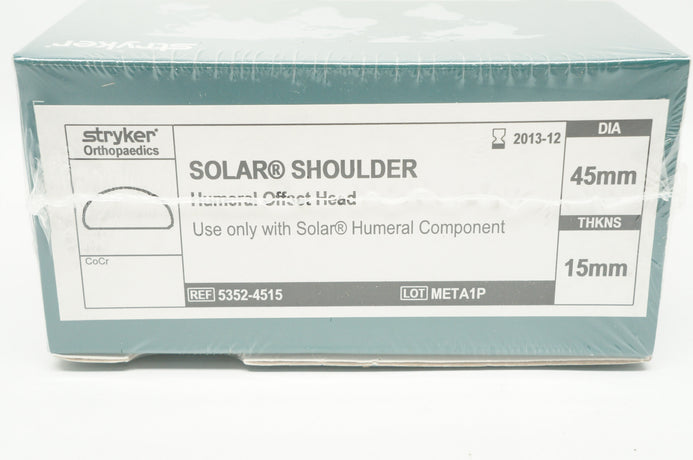 stryker
stryker®
Orthopaedics
2013-12
DIA
SOLAR® SHOULDER
45mm
Humeral Offset Head
Use only with Solar® Humeral Component
THKNS
CoCr
15mm
REF 5352-4515
LOT META1P